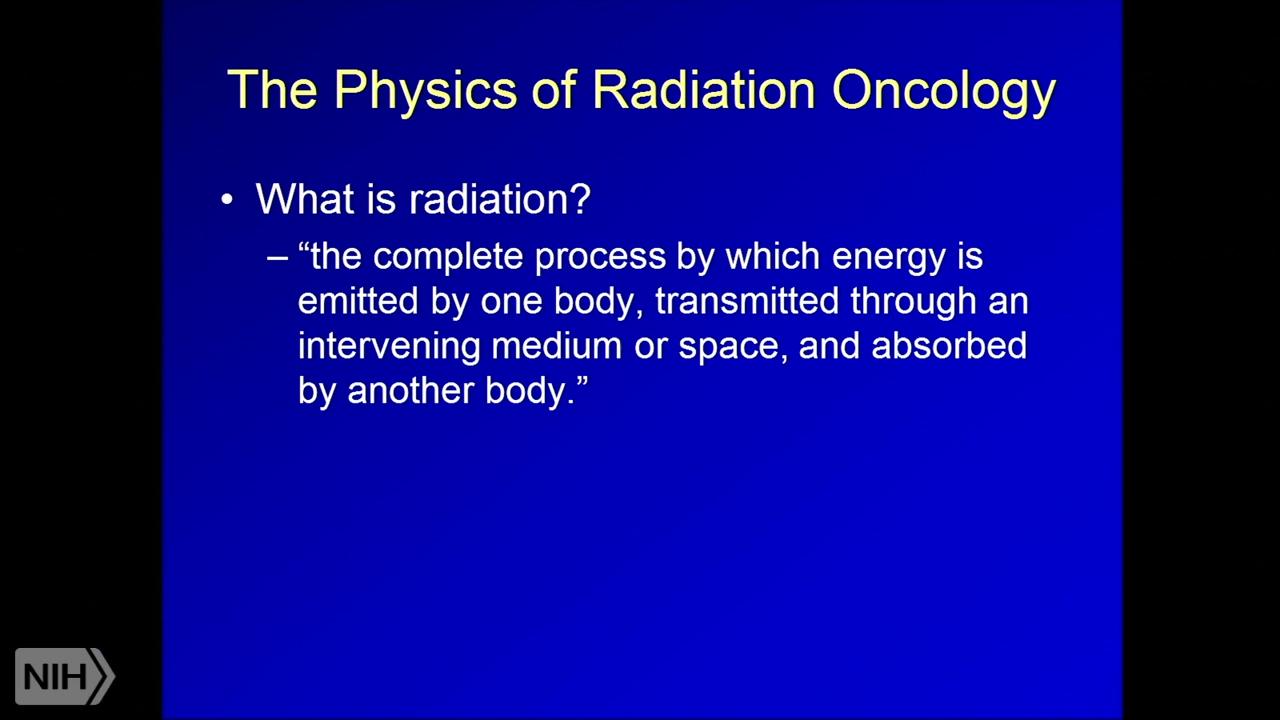 The Physics of Radiation Oncology
• What is radiation?
– “the complete process by which energy is
emitted by one body, transmitted through an
intervening medium or space, and absorbed
by another body.”
NIH